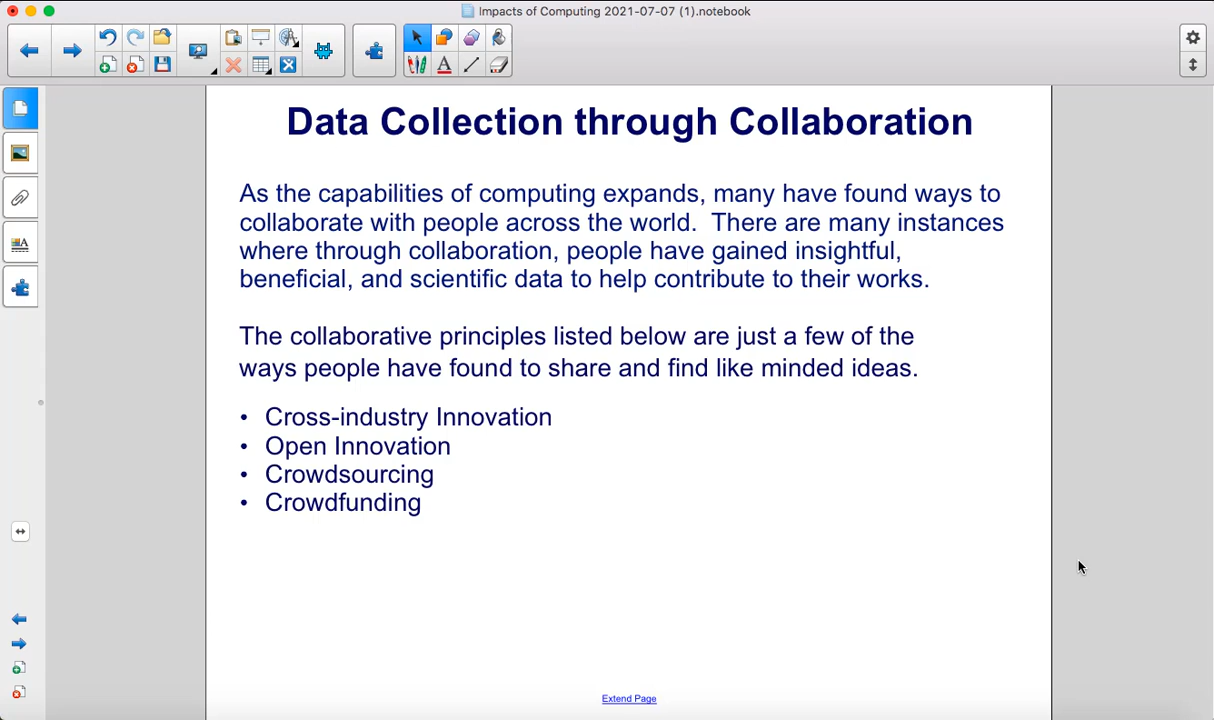 Impacts of Computing 2021-07-07 (1).notebook
Data Collection through Collaboration
As the capabilities of computing expands, many have found ways to
collaborate with people across the world.  There are many instances
where through collaboration, people have gained insightful,
beneficial, and scientific data to help contribute to their works.
The collaborative principles listed below are just a few of the
ways people have found to share and find like minded ideas.
• Cross-industry Innovation
• Open Innovation
• Crowdsourcing
• Crowdfunding
Extend Page